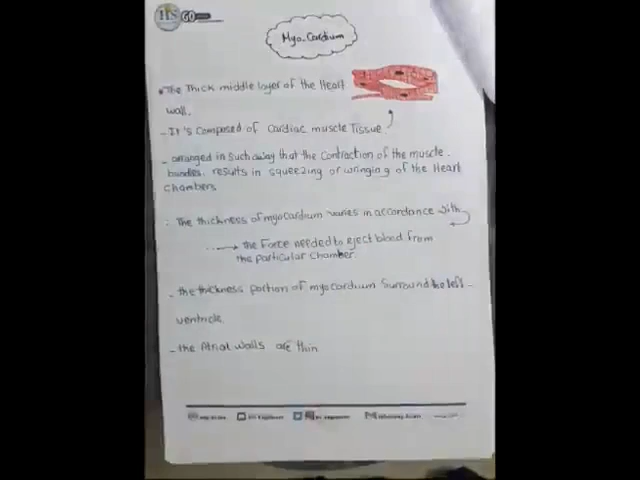 HS
GO
Myo-Cardium
• The Thick middle layer of the Heart
wall.
- It's Composed of Cardiac muscle Tissue
- arranged in such away that the contraction of the muscle.
bundles. results in squeezing or wringing of the Heart
Chambers
. The thickness of myocardium varies in accordance with
....→ the Force needed to eject blood from
the particular Chamber.
- the thickness portion of myocardium surround the left -
ventricle.
- the Atrial walls are thin